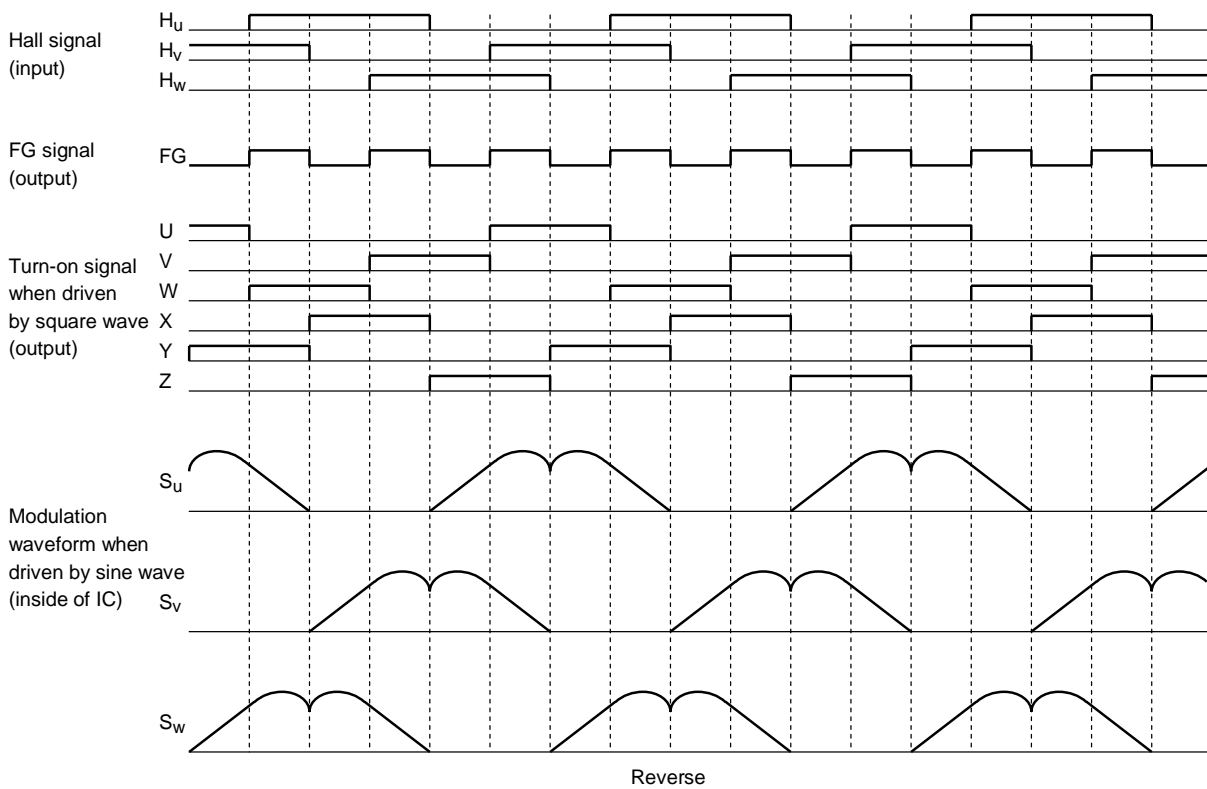 Hall signal
(input)
Hu
Hv
Hw
FG signal
(output)
FG
Turn-on signal
when driven
by square wave
(output)
U
V
W
X
Y
Z
Modulation
waveform when
driven by sine wave
(inside of IC)
Su
Sv
Sw
Reverse